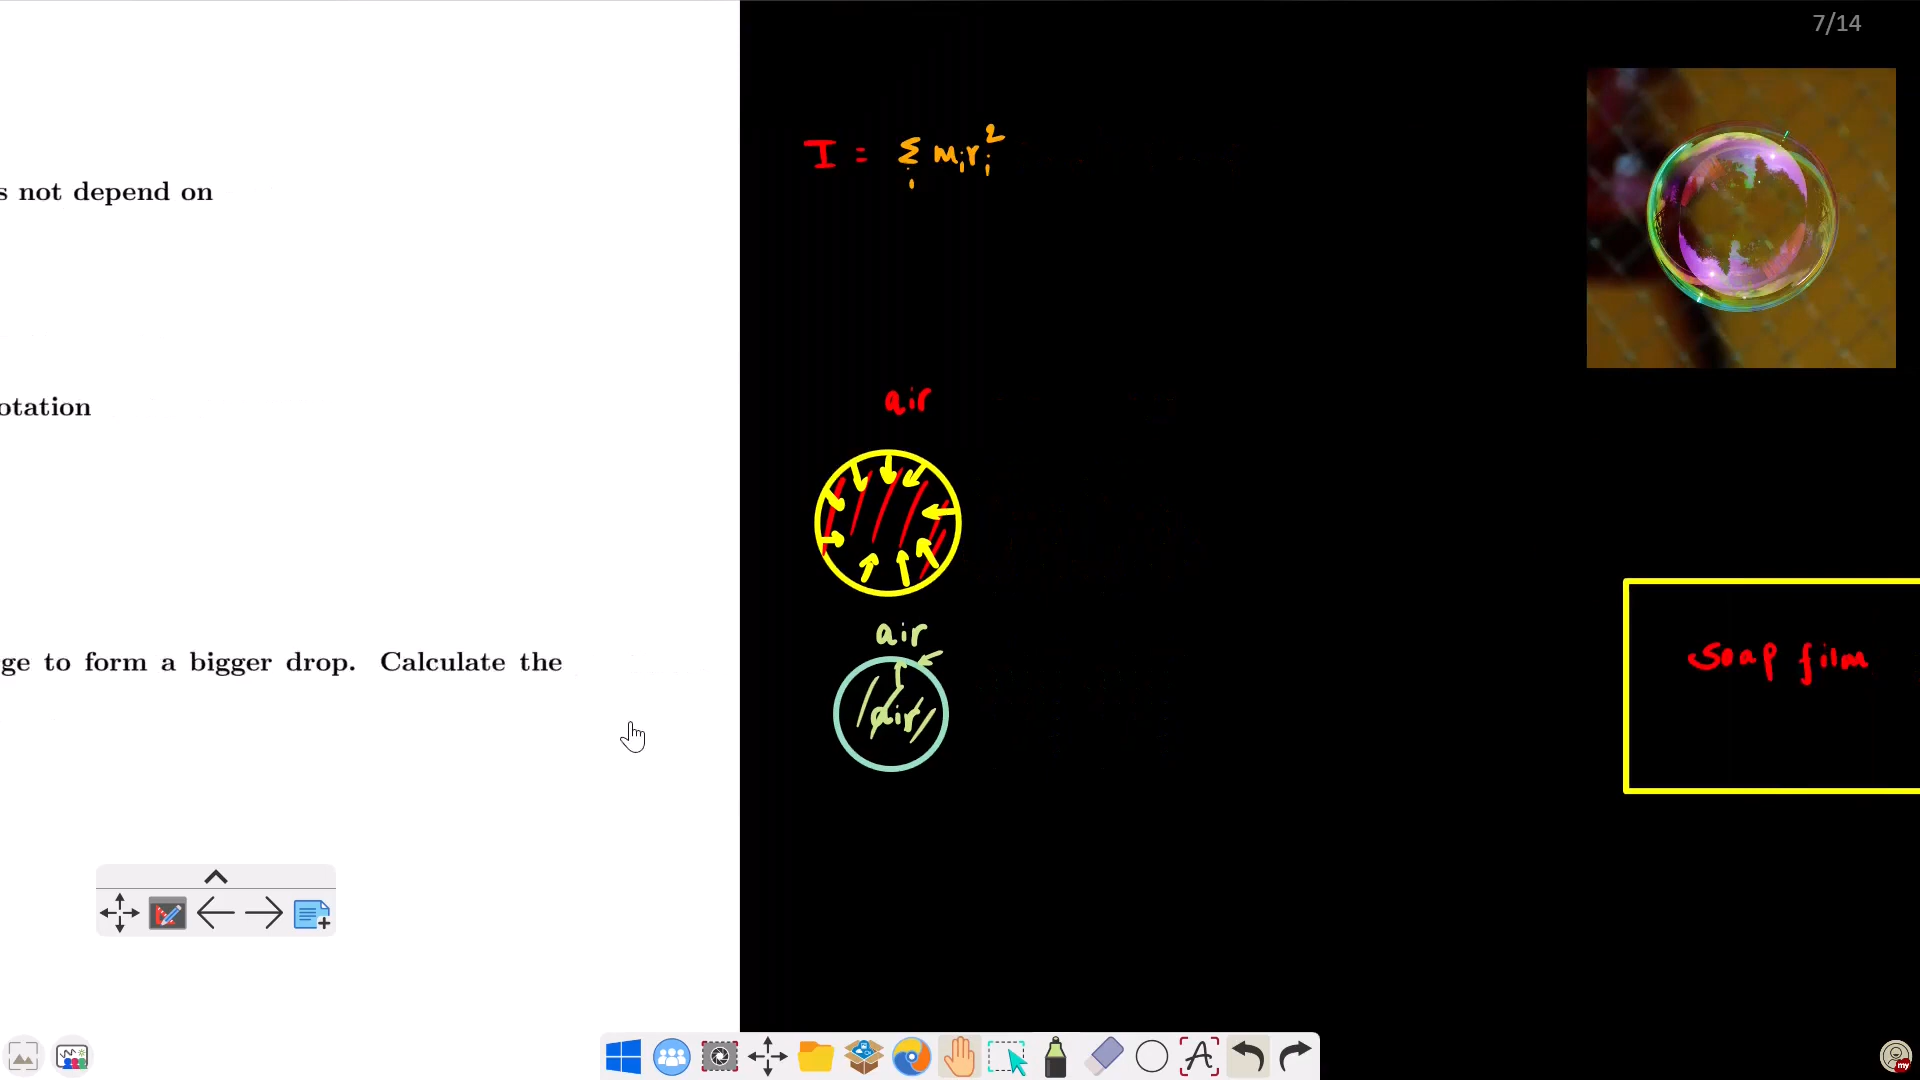 7/14
I = Σᵢ mᵢrᵢ²
s not depend on
air
otation
air
ge to form a bigger drop. Calculate the
soap film
air